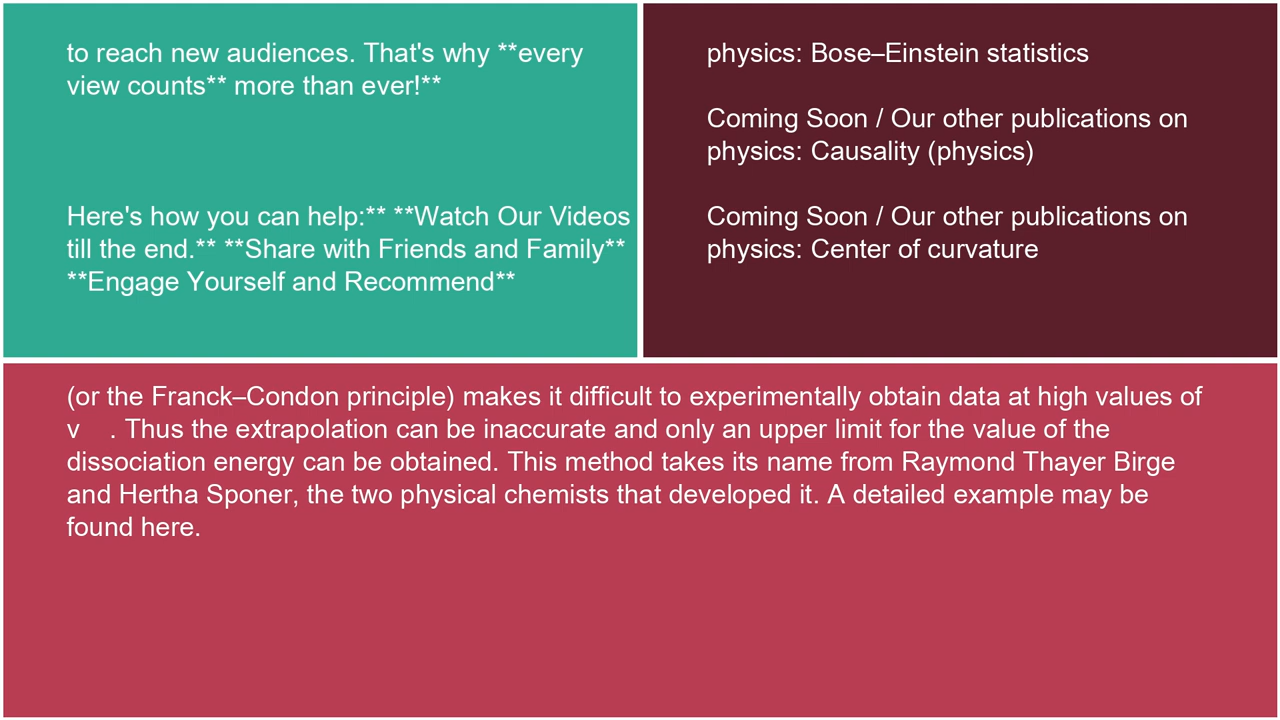 to reach new audiences. That's why **every
view counts** more than ever!**
Here's how you can help:** **Watch Our Videos
till the end.** **Share with Friends and Family**
**Engage Yourself and Recommend**
physics: Bose–Einstein statistics
Coming Soon / Our other publications on
physics: Causality (physics)
Coming Soon / Our other publications on
physics: Center of curvature
(or the Franck–Condon principle) makes it difficult to experimentally obtain data at high values of
v    . Thus the extrapolation can be inaccurate and only an upper limit for the value of the
dissociation energy can be obtained. This method takes its name from Raymond Thayer Birge
and Hertha Sponer, the two physical chemists that developed it. A detailed example may be
found here.